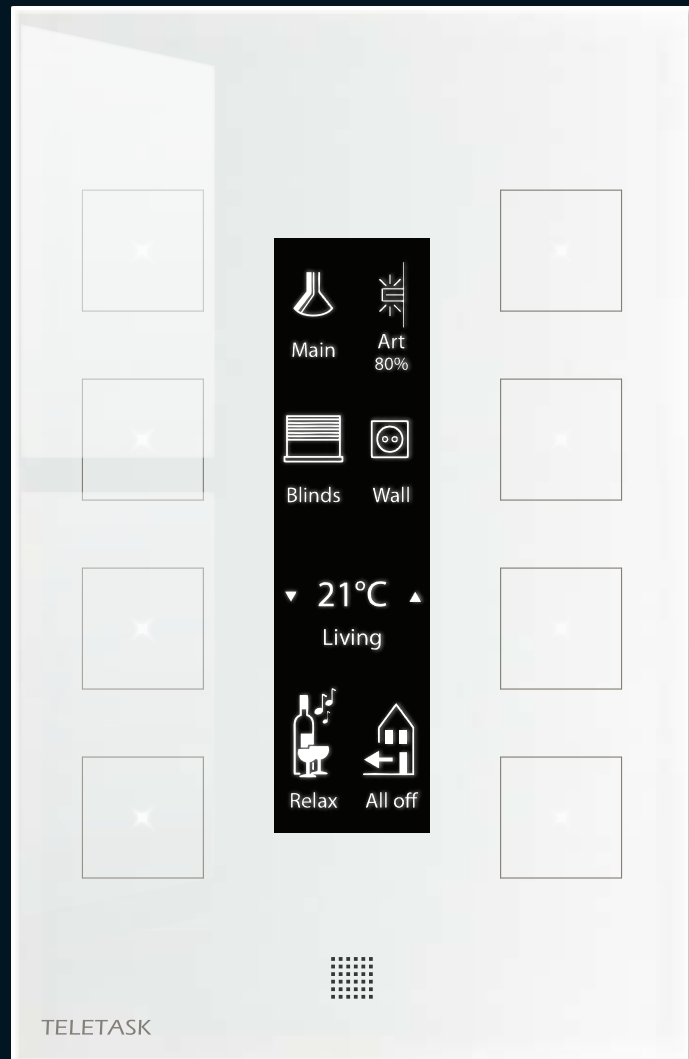 Main
Art
80%
Blinds
Wall
▼ 21°C ▲
Living
Relax
All off
TELETASK